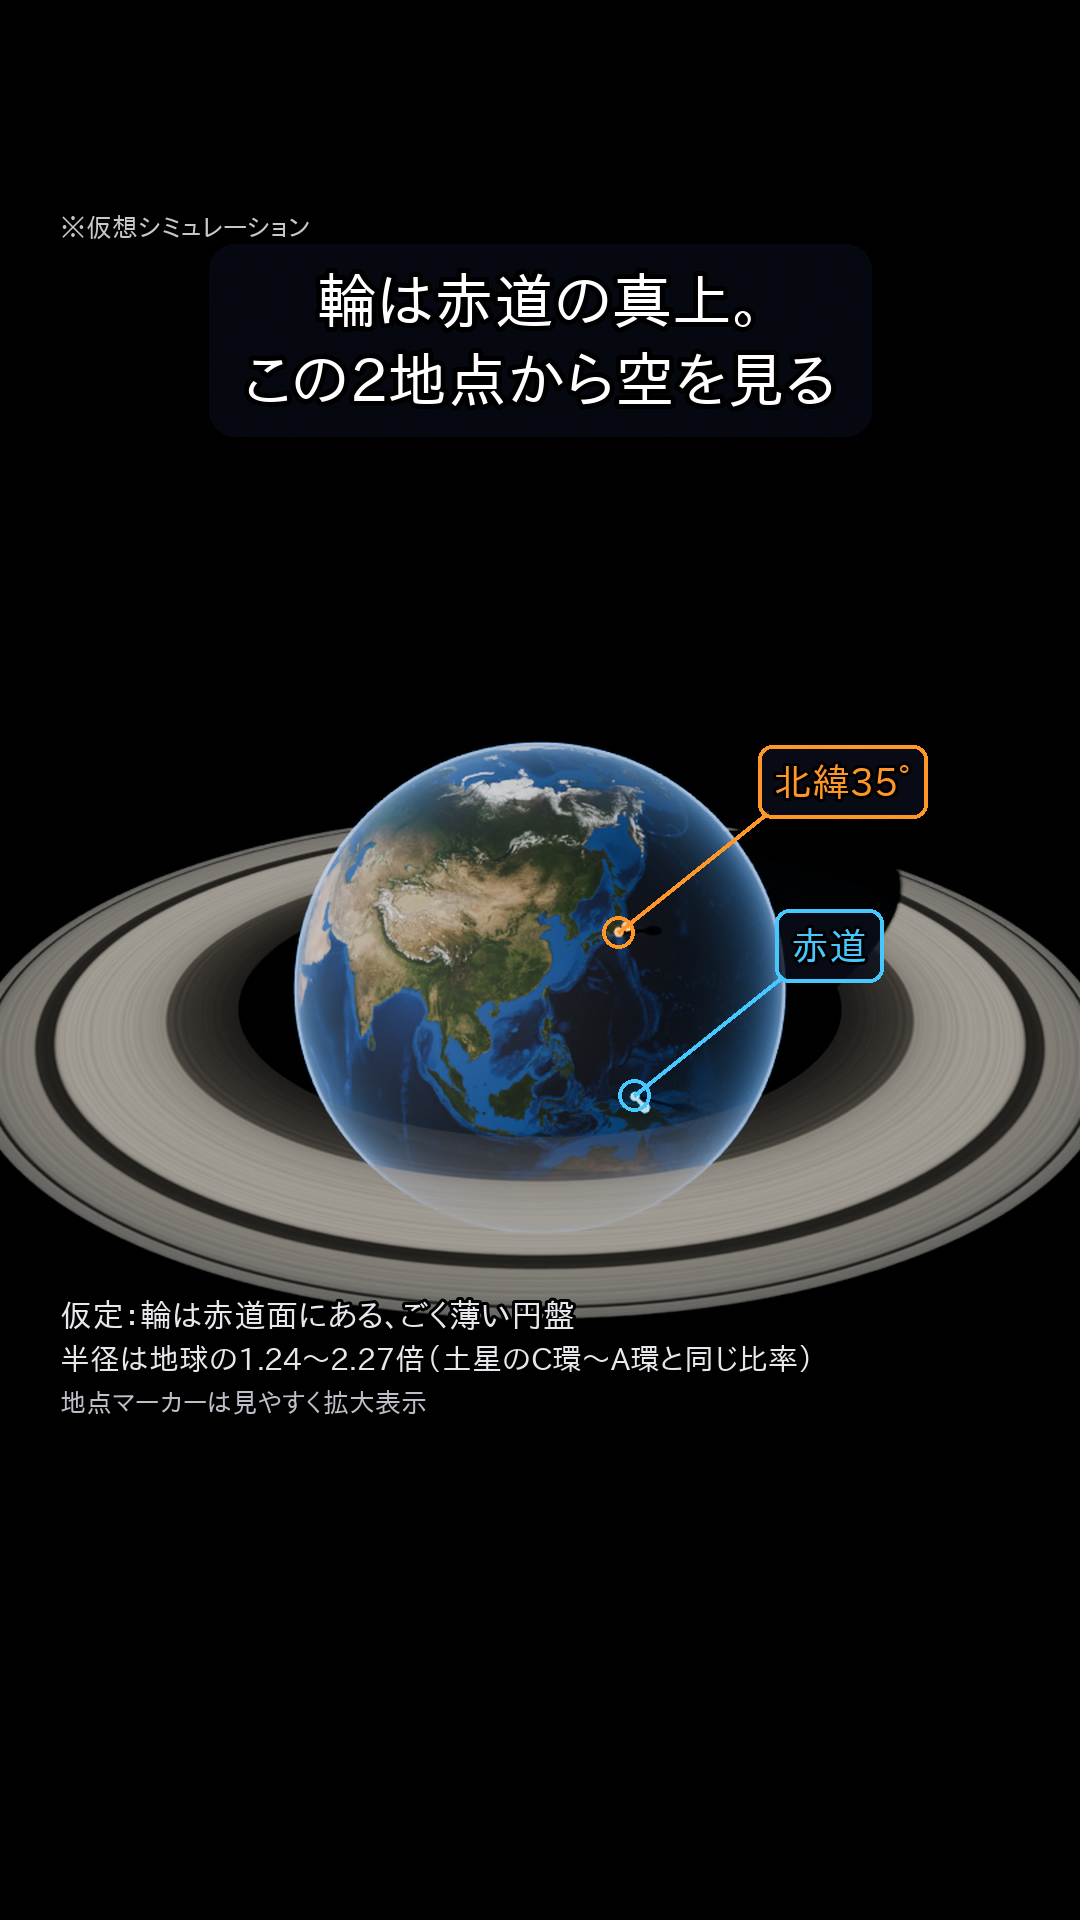 ※仮想シミュレーション
輪は赤道の真上。
この2地点から空を見る
北緯35°
赤道
仮定：輪は赤道面にある、ごく薄い円盤
半径は地球の1.24〜2.27倍（土星のC環〜A環と同じ比率）
地点マーカーは見やすく拡大表示